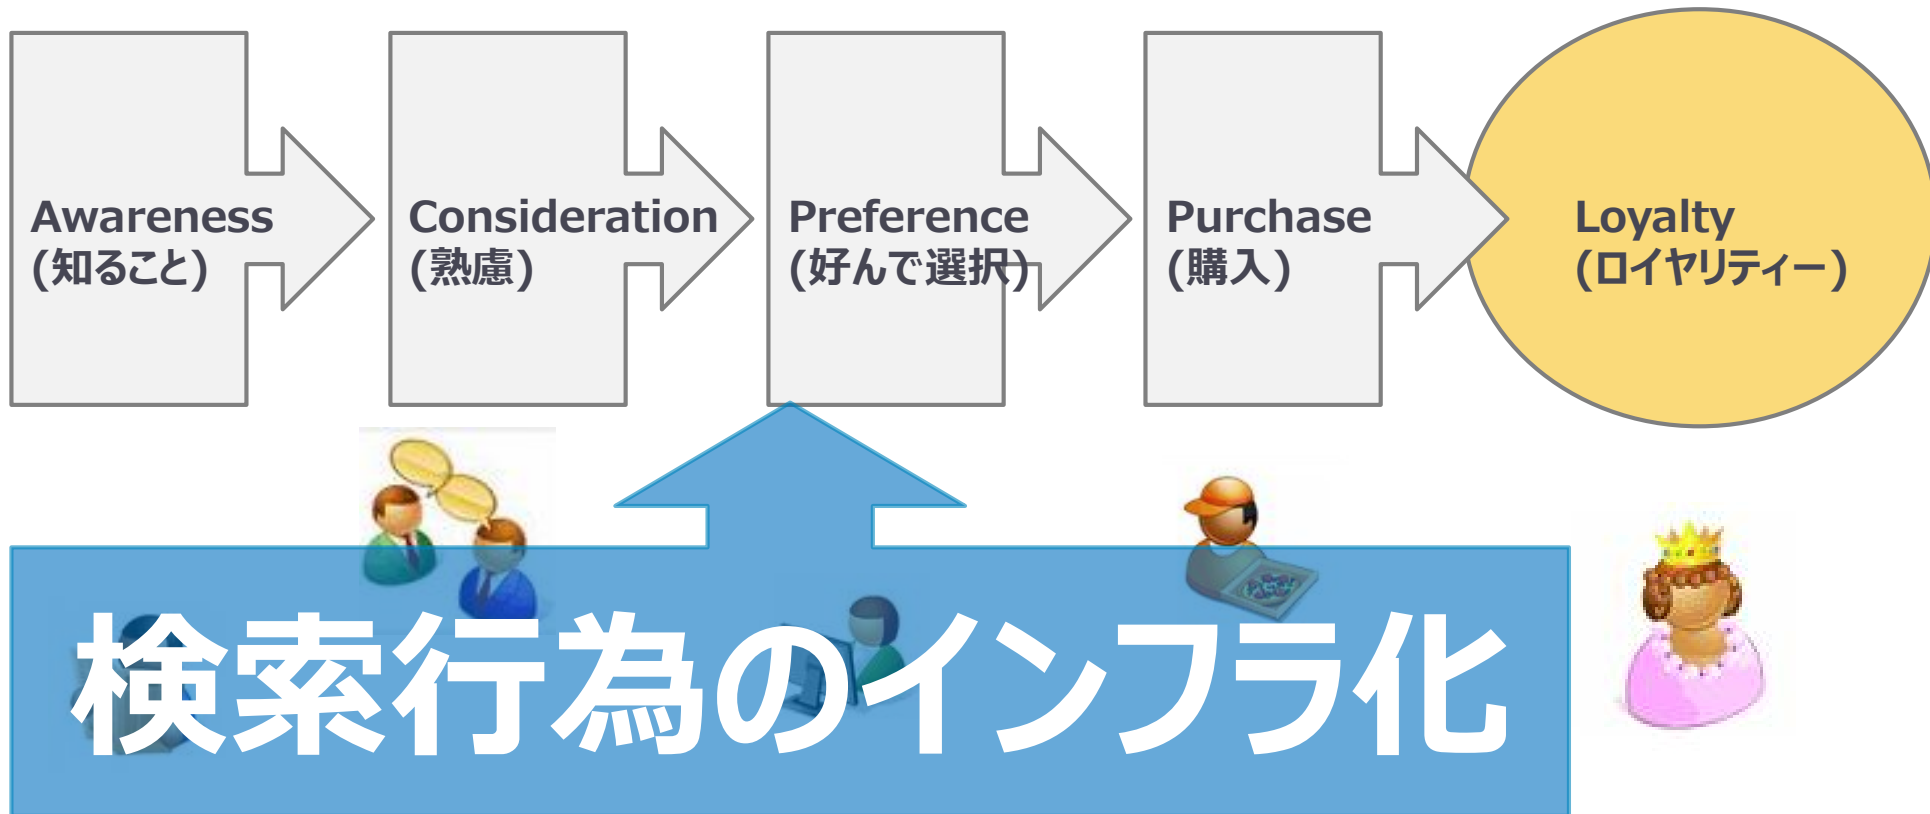 Awareness
(知ること)
Consideration
(熟慮)
Preference
(好んで選択)
Purchase
(購入)
Loyalty
(ロイヤリティー)
検索行為のインフラ化